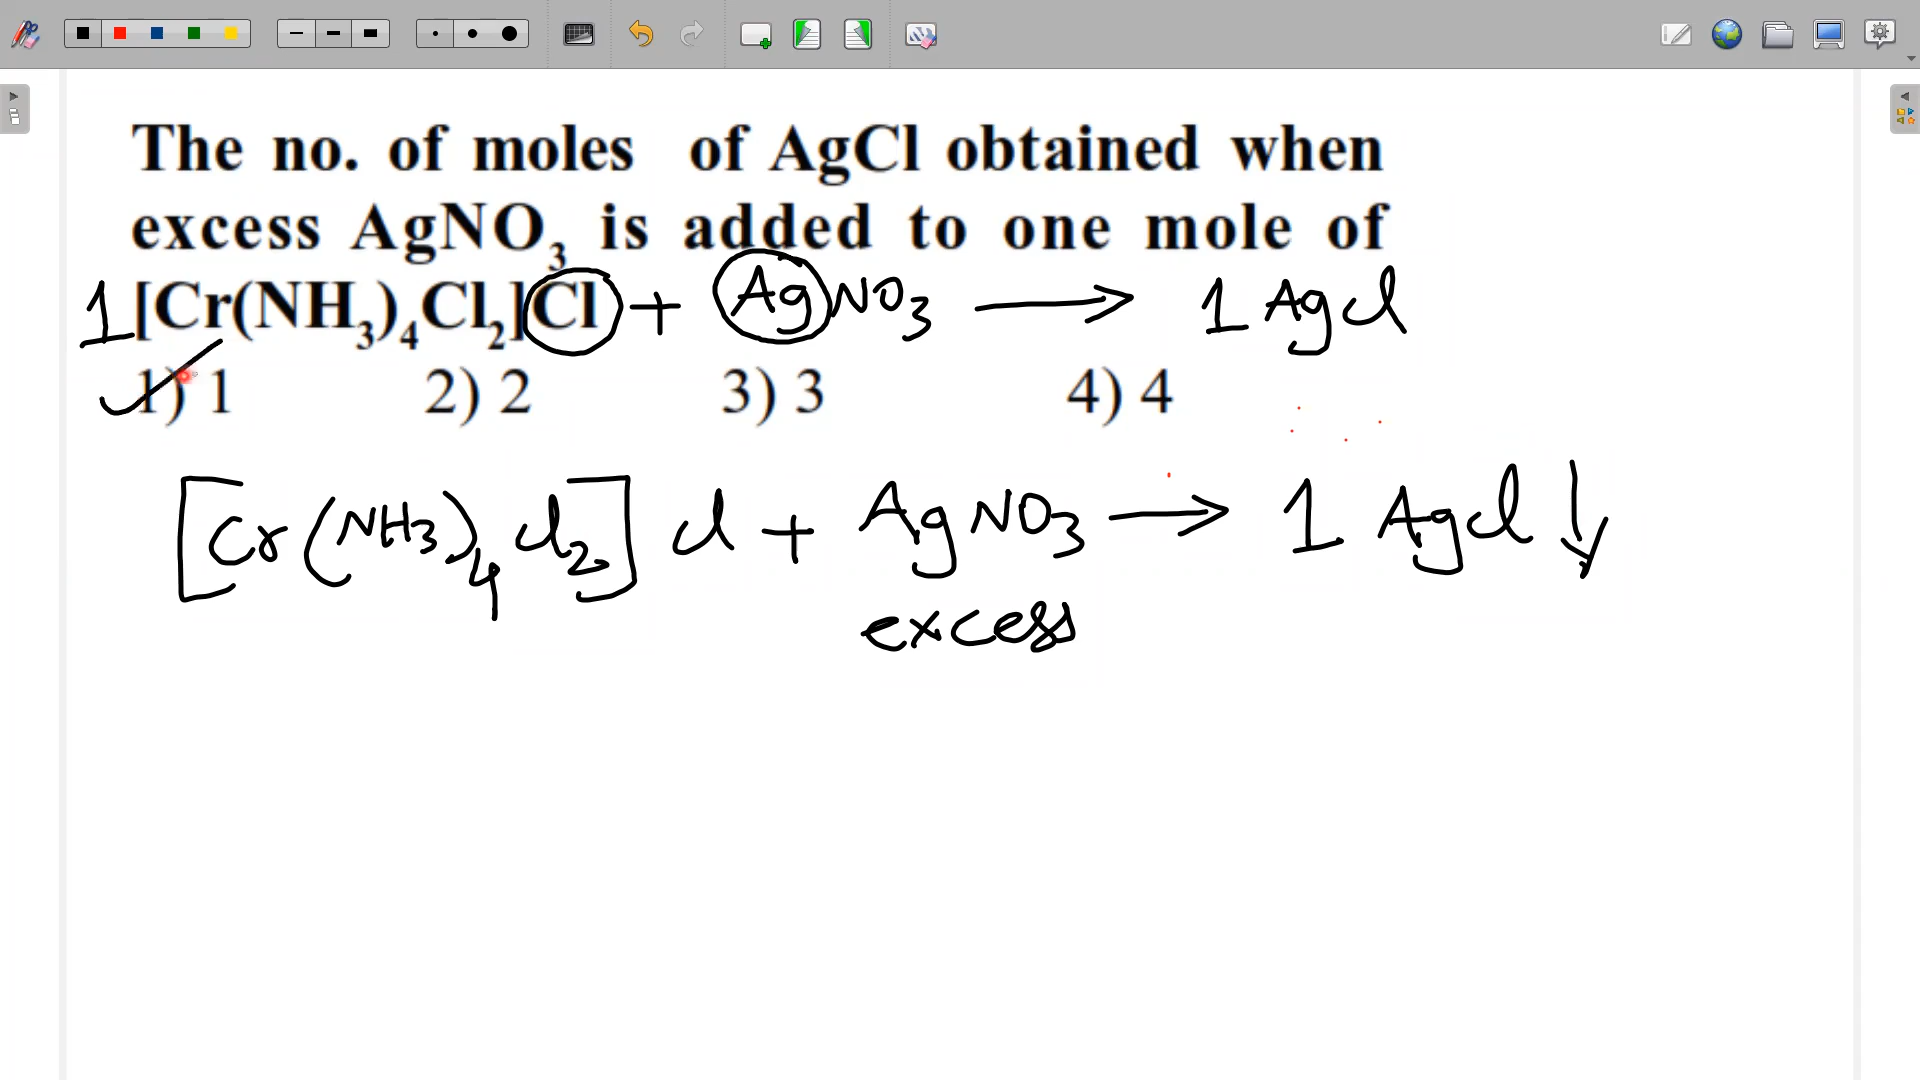 The no. of moles of AgCl obtained when
excess AgNO₃ is added to one mole of
1 [Cr(NH₃)₄Cl₂]Cl + AgNO₃ → 1 AgCl
1) 1 2) 2 3) 3 4) 4
[Cr(NH₃)₄Cl₂] Cl + AgNO₃ → 1 AgCl ↓
excess